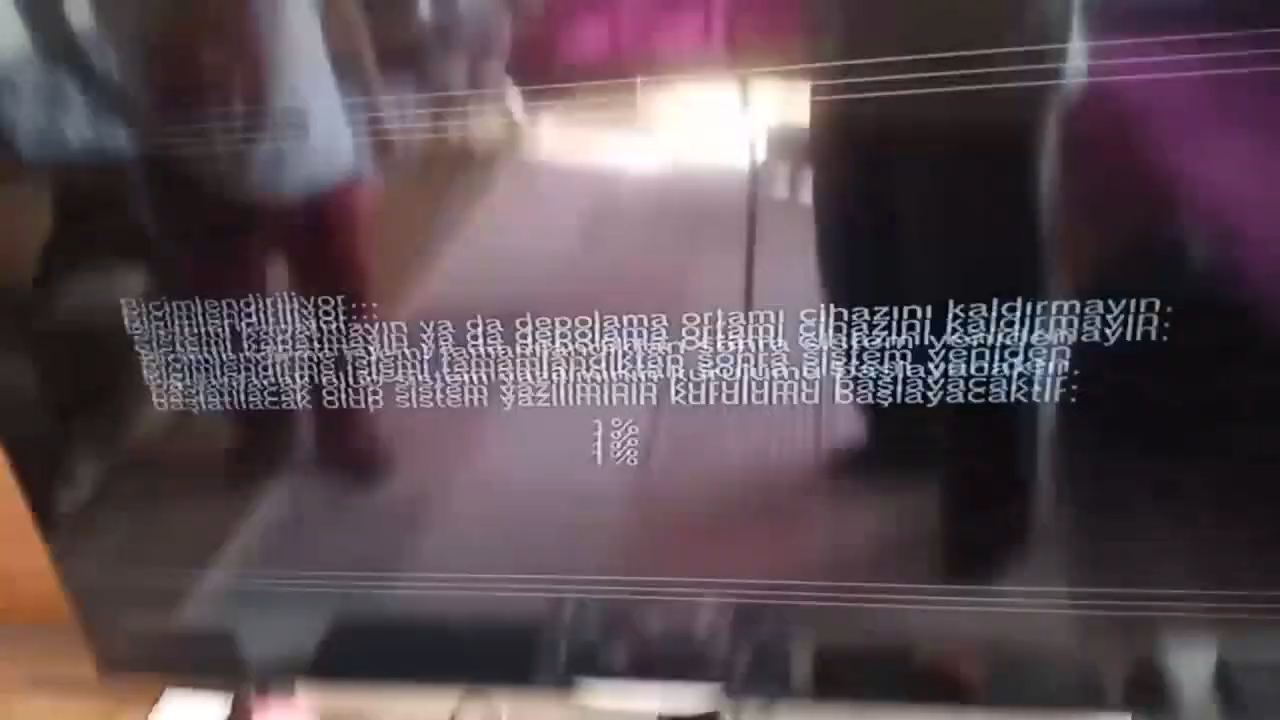 Biçimlendiriliyor...
Sistemi kapatmayın ya da depolama ortamı cihazını kaldırmayın.
Biçimlendirme işlemi tamamlandıktan sonra sistem yeniden
başlatılacak olup sistem yazılımının kurulumu başlayacaktır.
1%